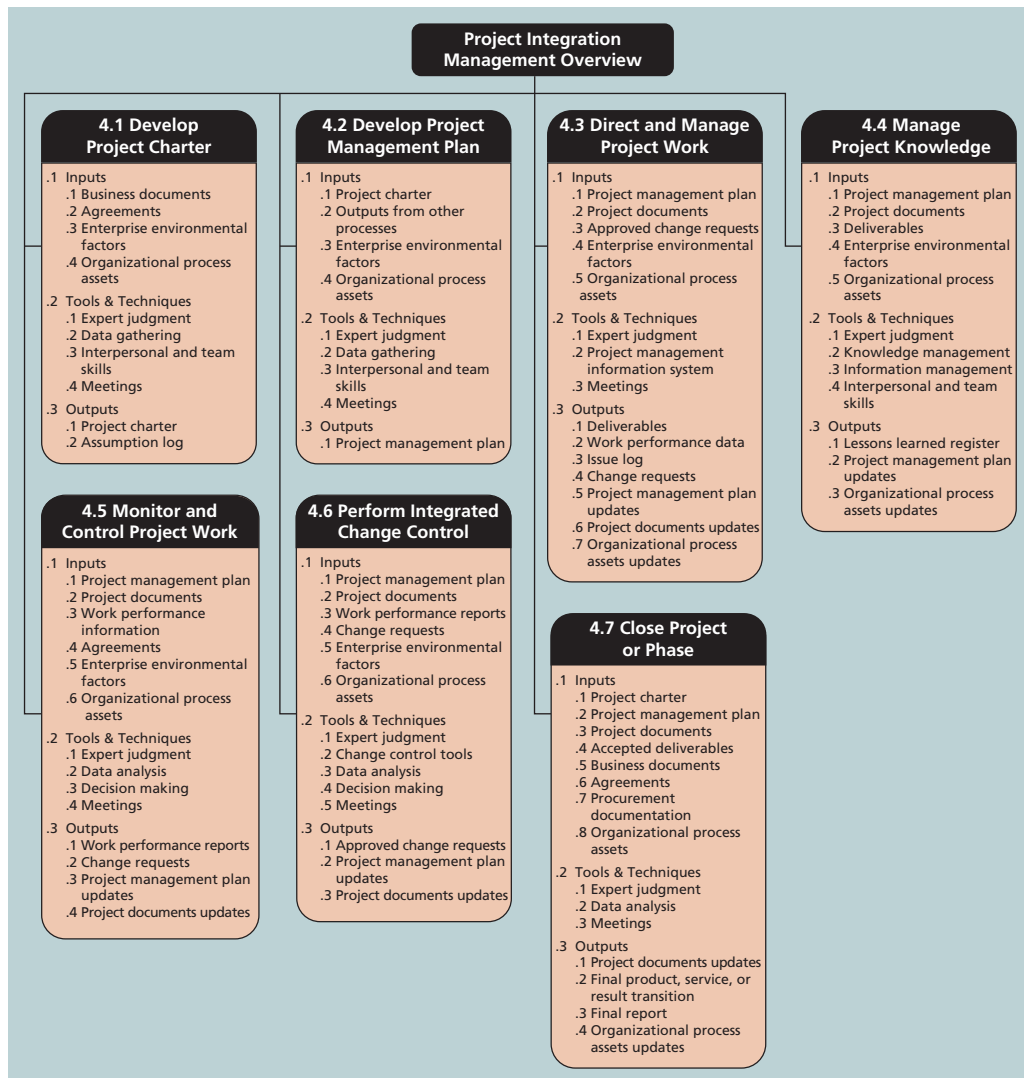 Project Integration
Management Overview
4.1 Develop
Project Charter
.1 Inputs
.1 Business documents
.2 Agreements
.3 Enterprise environmental
factors
.4 Organizational process
assets
.2 Tools & Techniques
.1 Expert judgment
.2 Data gathering
.3 Interpersonal and team
skills
.4 Meetings
.3 Outputs
.1 Project charter
.2 Assumption log
4.2 Develop Project
Management Plan
.1 Inputs
.1 Project charter
.2 Outputs from other
processes
.3 Enterprise environmental
factors
.4 Organizational process
assets
.2 Tools & Techniques
.1 Expert judgment
.2 Data gathering
.3 Interpersonal and team
skills
.4 Meetings
.3 Outputs
.1 Project management plan
4.3 Direct and Manage
Project Work
.1 Inputs
.1 Project management plan
.2 Project documents
.3 Approved change requests
.4 Enterprise environmental
factors
.5 Organizational process
assets
.2 Tools & Techniques
.1 Expert judgment
.2 Project management
information system
.3 Meetings
.3 Outputs
.1 Deliverables
.2 Work performance data
.3 Issue log
.4 Change requests
.5 Project management plan
updates
.6 Project documents updates
.7 Organizational process
assets updates
4.4 Manage
Project Knowledge
.1 Inputs
.1 Project management plan
.2 Project documents
.3 Deliverables
.4 Enterprise environmental
factors
.5 Organizational process
assets
.2 Tools & Techniques
.1 Expert judgment
.2 Knowledge management
.3 Information management
.4 Interpersonal and team
skills
.3 Outputs
.1 Lessons learned register
.2 Project management plan
updates
.3 Organizational process
assets updates
4.5 Monitor and
Control Project Work
.1 Inputs
.1 Project management plan
.2 Project documents
.3 Work performance
information
.4 Agreements
.5 Enterprise environmental
factors
.6 Organizational process
assets
.2 Tools & Techniques
.1 Expert judgment
.2 Data analysis
.3 Decision making
.4 Meetings
.3 Outputs
.1 Work performance reports
.2 Change requests
.3 Project management plan
updates
.4 Project documents updates
4.6 Perform Integrated
Change Control
.1 Inputs
.1 Project management plan
.2 Project documents
.3 Work performance reports
.4 Change requests
.5 Enterprise environmental
factors
.6 Organizational process
assets
.2 Tools & Techniques
.1 Expert judgment
.2 Change control tools
.3 Data analysis
.4 Decision making
.5 Meetings
.3 Outputs
.1 Approved change requests
.2 Project management plan
updates
.3 Project documents updates
4.7 Close Project
or Phase
.1 Inputs
.1 Project charter
.2 Project management plan
.3 Project documents
.4 Accepted deliverables
.5 Business documents
.6 Agreements
.7 Procurement
documentation
.8 Organizational process
assets
.2 Tools & Techniques
.1 Expert judgment
.2 Data analysis
.3 Meetings
.3 Outputs
.1 Project documents updates
.2 Final product, service, or
result transition
.3 Final report
.4 Organizational process
assets updates